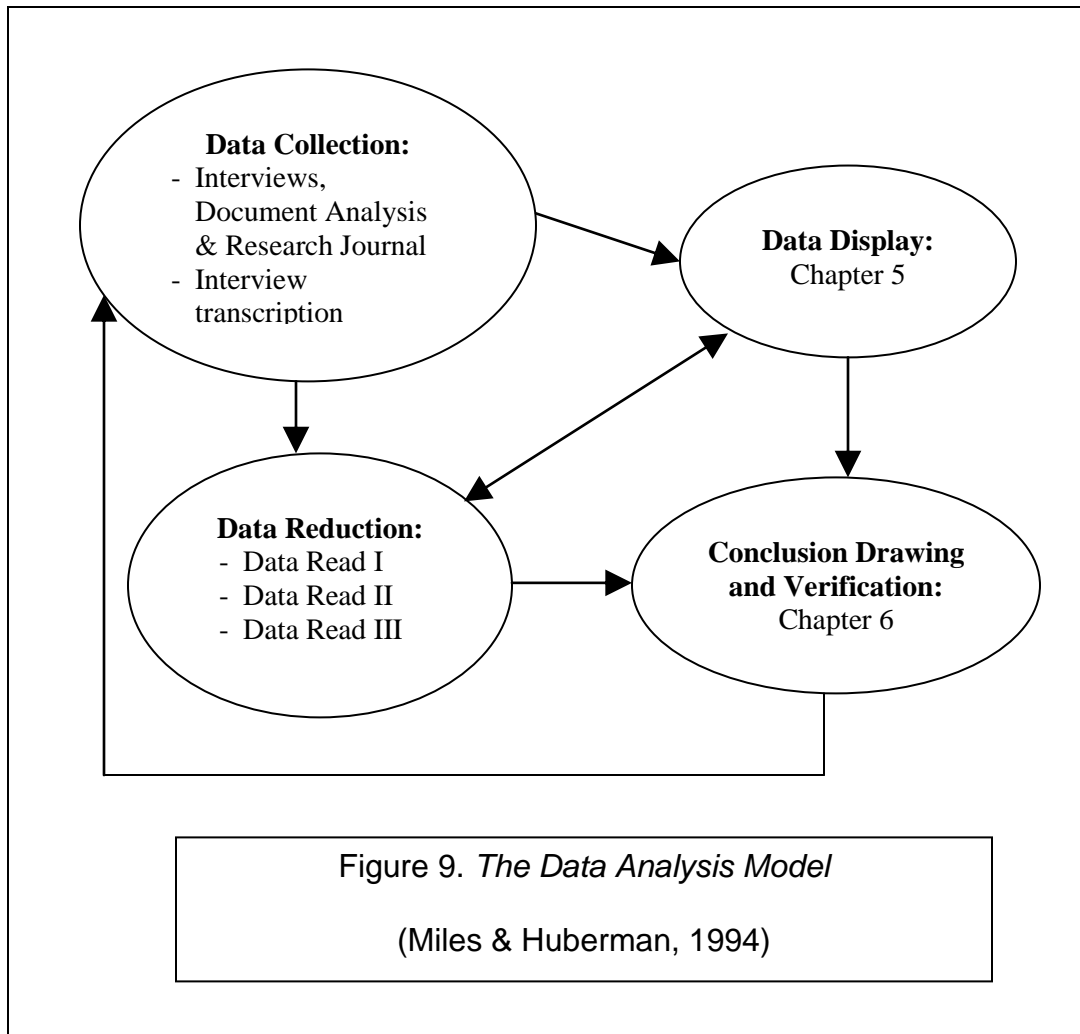 Data Collection:
- Interviews,
Document Analysis
& Research Journal
- Interview
transcription
Data Display:
Chapter 5
Data Reduction:
- Data Read I
- Data Read II
- Data Read III
Conclusion Drawing
and Verification:
Chapter 6
Figure 9. The Data Analysis Model
(Miles & Huberman, 1994)